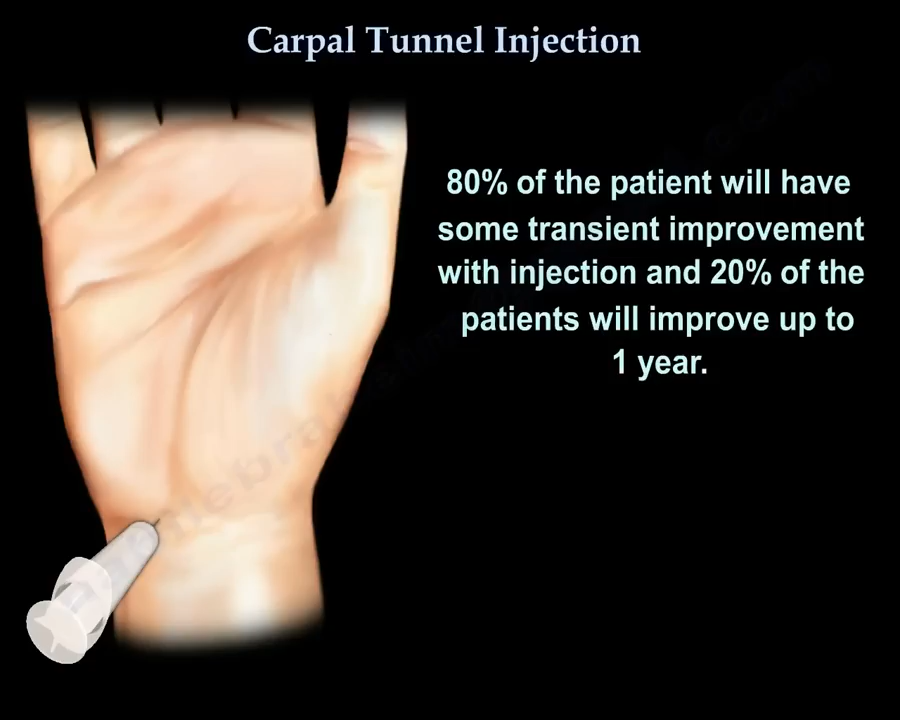 Carpal Tunnel Injection
80% of the patient will have
some transient improvement
with injection and 20% of the
patients will improve up to
1 year.